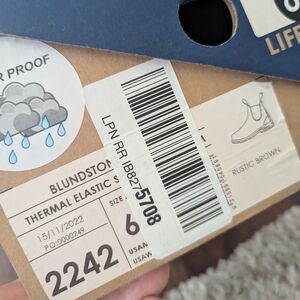 R PROOF
LIFE
BLUNDSTON
THERMAL ELASTIC S
LPN RR IB8275708
RUSTIC BROWN
15/11/2022
PO:0000249
SIZE
2242
6
USAM
USAW